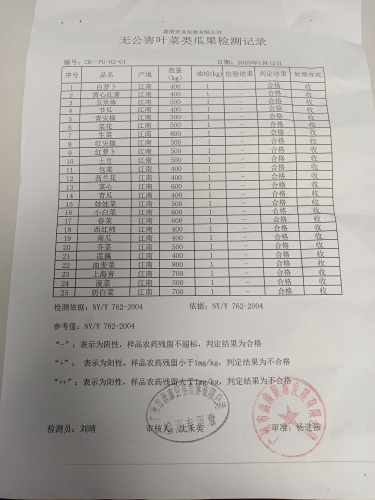 无公害叶菜类瓜果检测记录
编号：CH--PG-02-01 日期：2020年1月12日
序号 品名 产地 数量（kg） 抽检(kg) 检验结果 判定结果 处理方式
1 白萝卜 江南 400 1 － 合格 收
2 黄心红薯 江南 400 1 － 合格 收
3 玉米棒 江南 500 1 － 合格 收
4 节瓜 江南 400 1 － 合格 收
5 青尖椒 江南 300 1 － 合格 收
6 菜花 江南 500 1 － 合格 收
7 生菜 江南 800 1 － 合格 收
8 红尖椒 江南 300 1 － 合格 收
9 红萝卜 江南 500 1 － 合格 收
10 土豆 江南 500 1 － 合格 收
11 包菜 江南 400 1 － 合格 收
12 西兰花 江南 400 1 － 合格 收
13 菜心 江南 600 1 － 合格 收
14 青瓜 江南 400 1 － 合格 收
15 娃娃菜 江南 500 1 － 合格 收
16 小白菜 江南 600 1 － 合格 收
17 春菜 江南 600 1 － 合格 收
18 西红柿 江南 400 1 － 合格 收
19 南瓜 江南 400 1 － 合格 收
20 芥菜 江南 500 1 － 合格 收
21 莲藕 江南 400 1 － 合格 收
22 油麦菜 江南 800 1 － 合格 收
23 上海青 江南 700 1 － 合格 收
24 菠菜 江南 500 1 － 合格 收
25 奶白菜 江南 700 1 － 合格 收
检测依据：NY/Y 762-2004 依据：NY/Y 762-2004
参考值：NY/Y 762-2004
“－”：为阴性，样品农药残留不超标，判定结果为合格
“＋”： 表示为阳性，样品农药残留小于1mg/kg，判定结果为不合格
“++”：表示为阳性，样品农药残留大于1mg/kg，判定结果为不合格
检测员：刘晴 审核人：沈木英 审准：杨进强